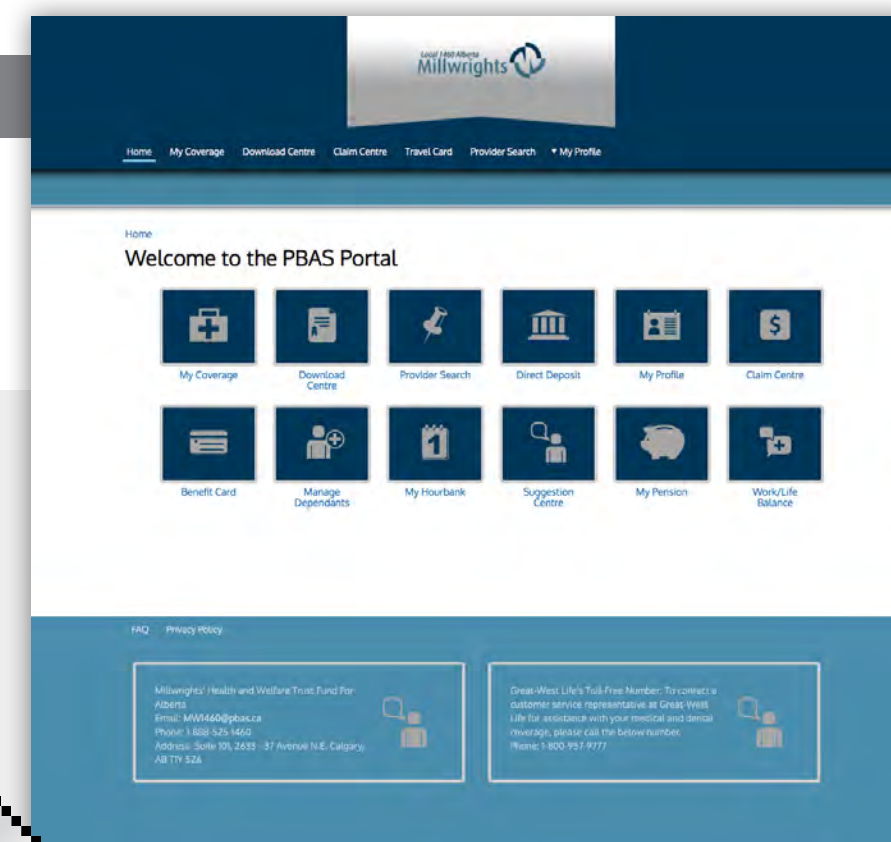 Local 1460 Alberta
Millwrights
Home My Coverage Download Centre Claim Centre Travel Card Provider Search ▾ My Profile
Home
Welcome to the PBAS Portal
My Coverage
Download
Centre
Provider Search
Direct Deposit
My Profile
Claim Centre
Benefit Card
Manage
Dependants
1
My Hourbank
Suggestion
Centre
My Pension
Work/Life
Balance
FAQ Privacy Policy
Millwrights' Health and Welfare Trust Fund For
Alberta
Email: MW1460@pbas.ca
Phone: 1-888-525-1460
Address: Suite 101, 2635 - 37 Avenue N.E. Calgary,
AB T1Y 5Z6
Great-West Life's Toll-Free Number: To contact a
customer service representative at Great-West
Life for assistance with your medical and dental
coverage, please call the below number.
Phone: 1-800-957-9777